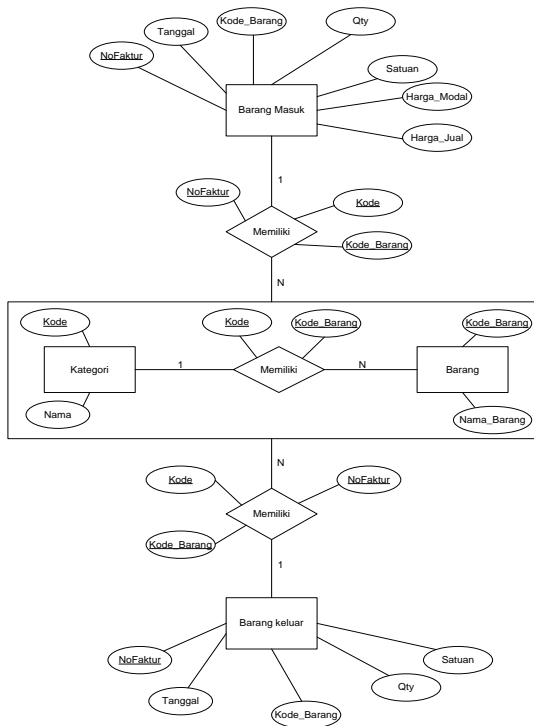 Kode_Barang
Qty
Tanggal
NoFaktur
Satuan
Barang Masuk
Harga_Modal
Harga_Jual
1
NoFaktur
Kode
Memiliki
Kode_Barang
N
Kode
Kode
Kode_Barang
Kode_Barang
Kategori
1
Memiliki
N
Barang
Nama
Nama_Barang
N
Kode
NoFaktur
Memiliki
Kode_Barang
1
Barang keluar
NoFaktur
Satuan
Tanggal
Qty
Kode_Barang